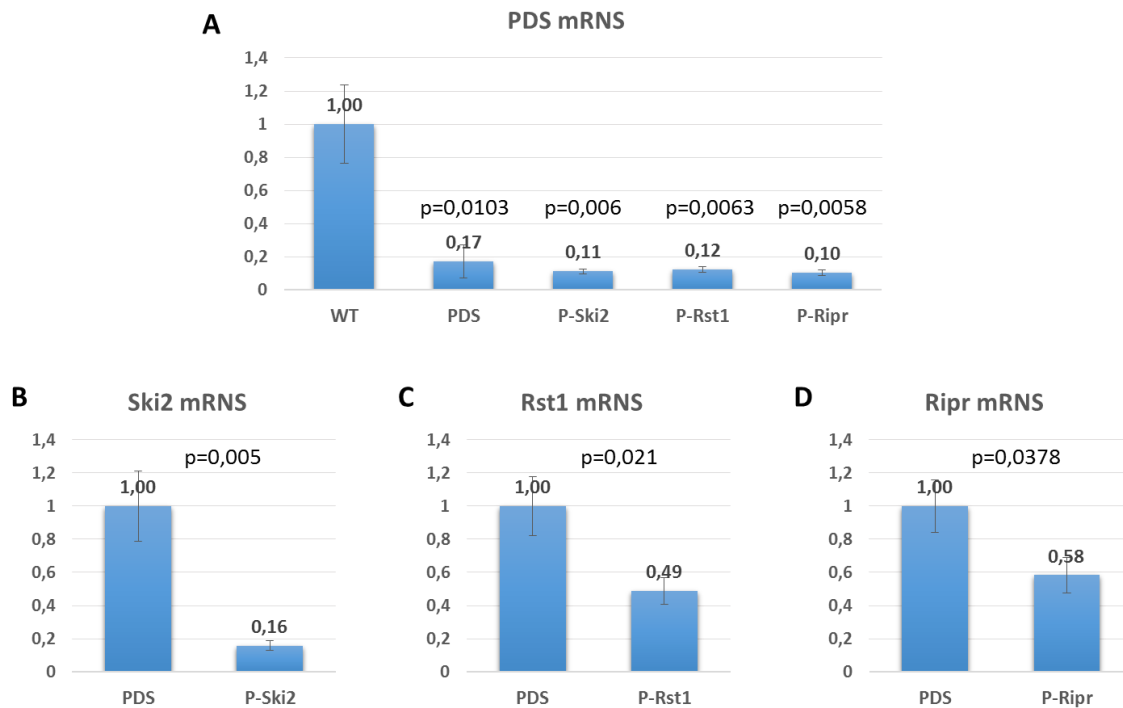 A
PDS mRNS
1,4
1,2
1
0,8
0,6
0,4
0,2
0
1,00
p=0,0103
p=0,006
p=0,0063
p=0,0058
0,17
0,11
0,12
0,10
WT
PDS
P-Ski2
P-Rst1
P-Ripr
B
Ski2 mRNS
1,4
1,2
1
0,8
0,6
0,4
0,2
0
p=0,005
1,00
0,16
PDS
P-Ski2
C
Rst1 mRNS
1,4
1,2
1
0,8
0,6
0,4
0,2
0
p=0,021
1,00
0,49
PDS
P-Rst1
D
Ripr mRNS
1,4
1,2
1
0,8
0,6
0,4
0,2
0
p=0,0378
1,00
0,58
PDS
P-Ripr